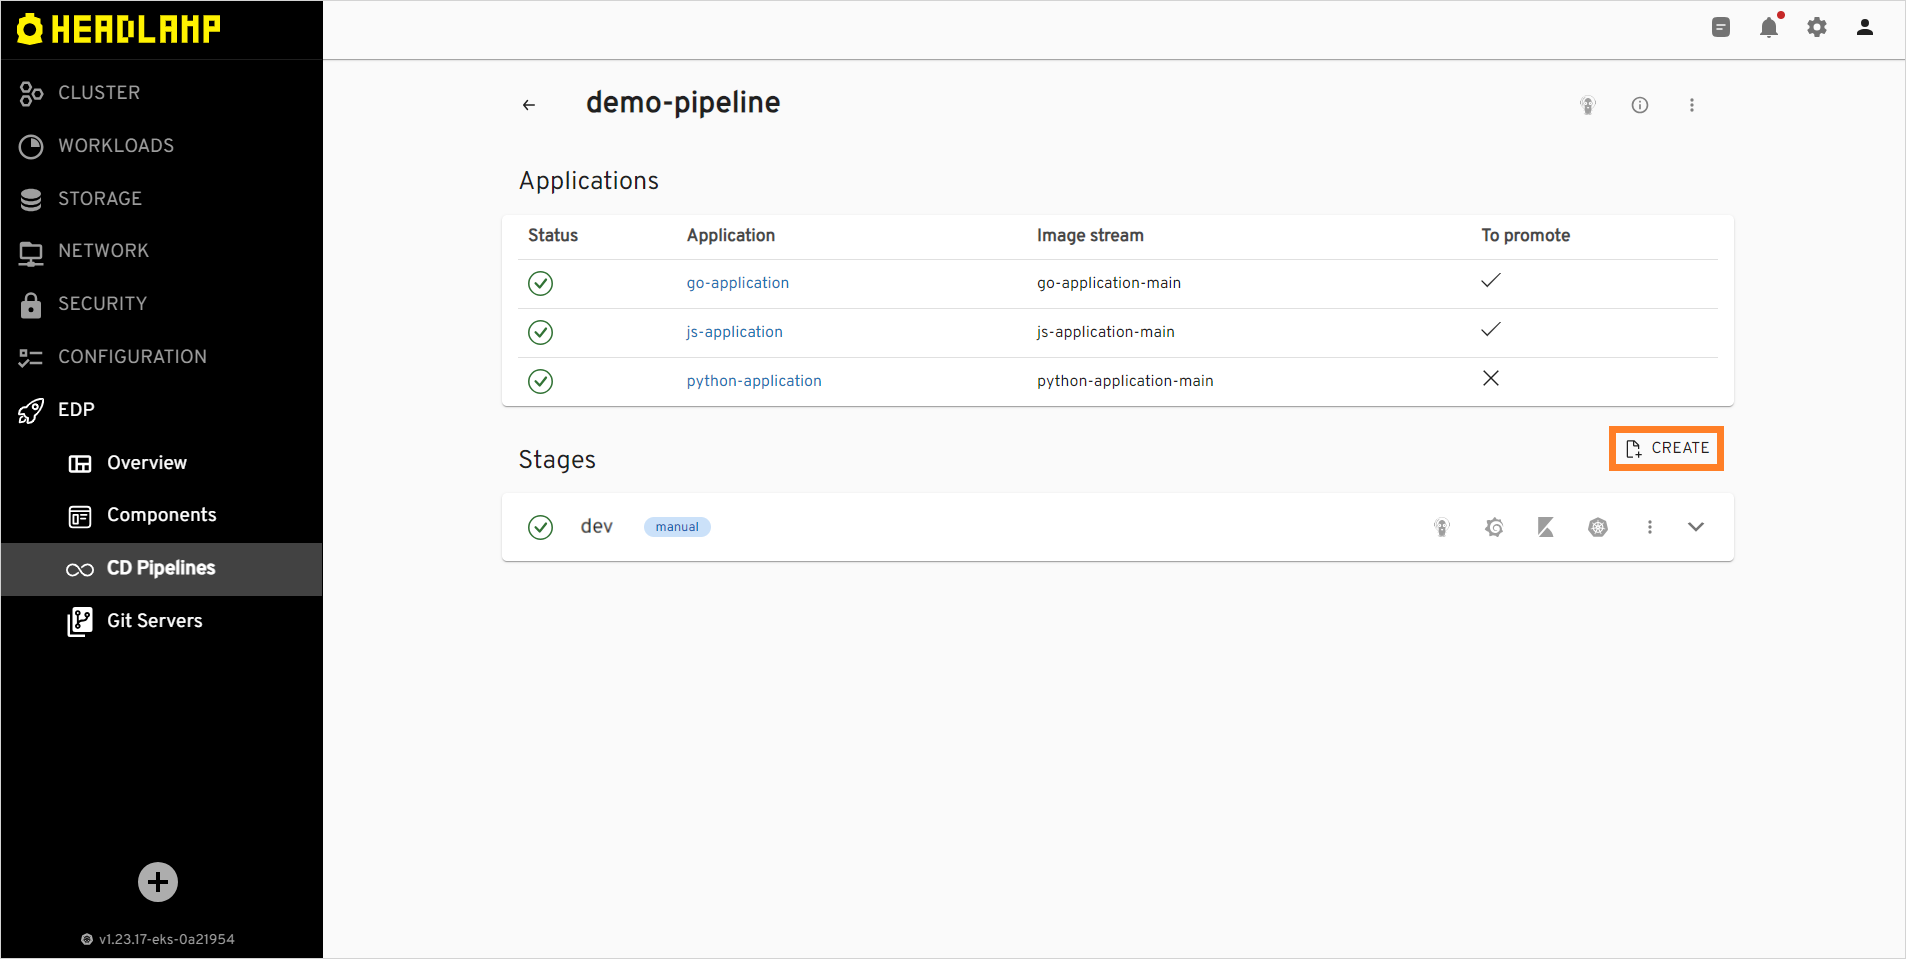 HEADLAMP
CLUSTER
WORKLOADS
STORAGE
NETWORK
SECURITY
CONFIGURATION
EDP
Overview
Components
CD Pipelines
Git Servers
v1.23.17-eks-0a21954
demo-pipeline
Applications
Status Application Image stream To promote
go-application go-application-main
js-application js-application-main
python-application python-application-main
Stages
CREATE
dev manual